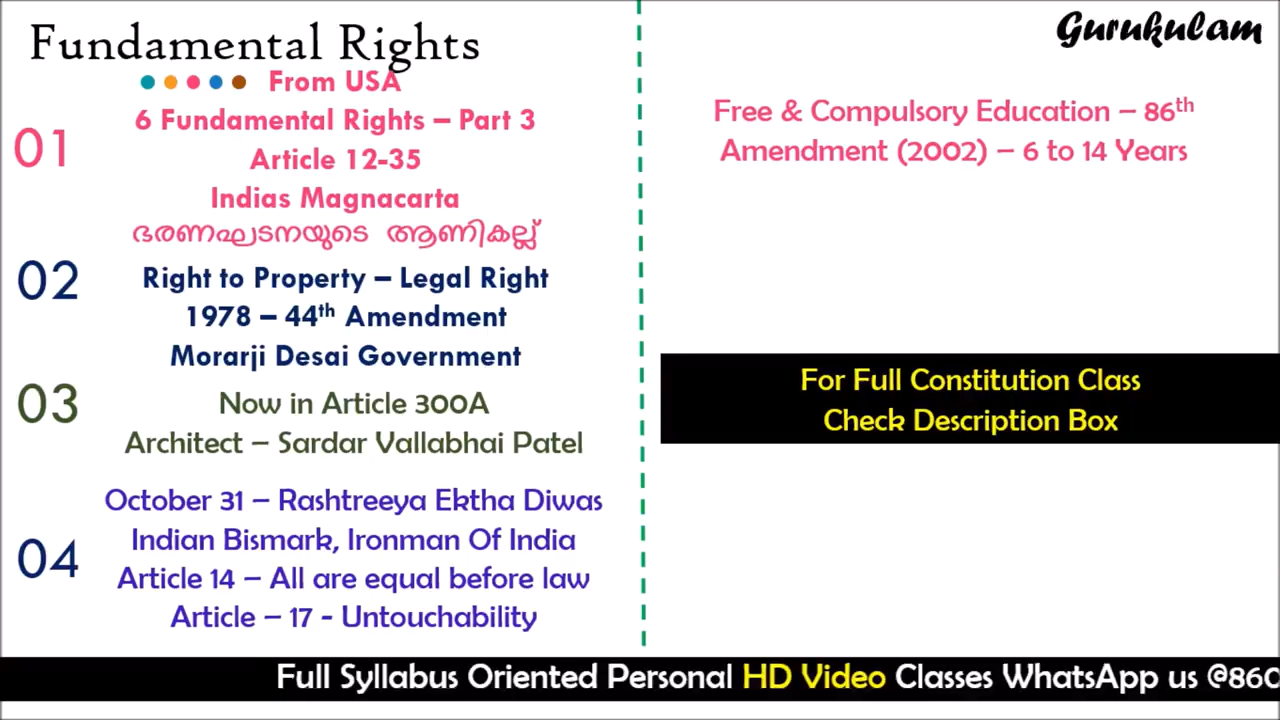 Fundamental Rights
Gurukulam
From USA
01
6 Fundamental Rights – Part 3
Article 12-35
Indias Magnacarta
ഭരണഘടനയുടെ ആണികല്ല്
02
Right to Property – Legal Right
1978 – 44th Amendment
Morarji Desai Government
03
Now in Article 300A
Architect – Sardar Vallabhai Patel
04
October 31 – Rashtreeya Ektha Diwas
Indian Bismark, Ironman Of India
Article 14 – All are equal before law
Article – 17 - Untouchability
Free & Compulsory Education – 86th
Amendment (2002) – 6 to 14 Years
For Full Constitution Class
Check Description Box
Full Syllabus Oriented Personal HD Video Classes WhatsApp us @860